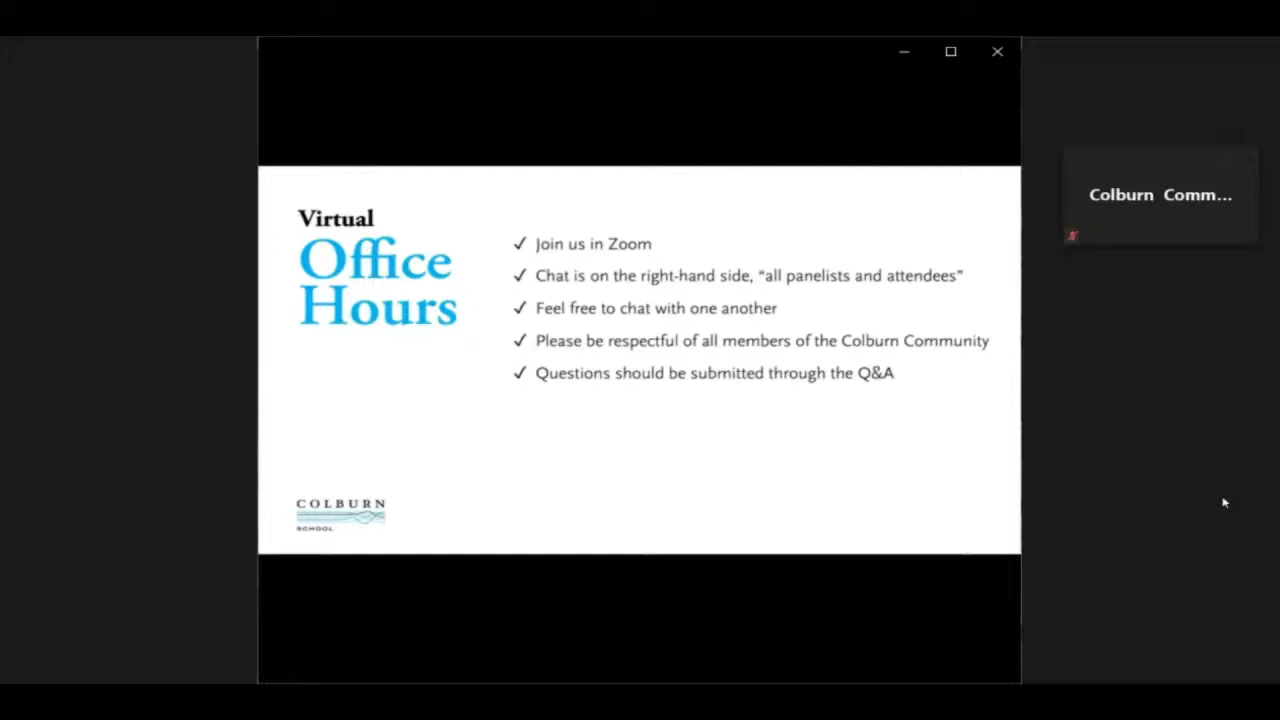 Virtual
Office
Hours
✓ Join us in Zoom
✓ Chat is on the right-hand side, “all panelists and attendees”
✓ Feel free to chat with one another
✓ Please be respectful of all members of the Colburn Community
✓ Questions should be submitted through the Q&A
COLBURN
SCHOOL
Colburn Comm...